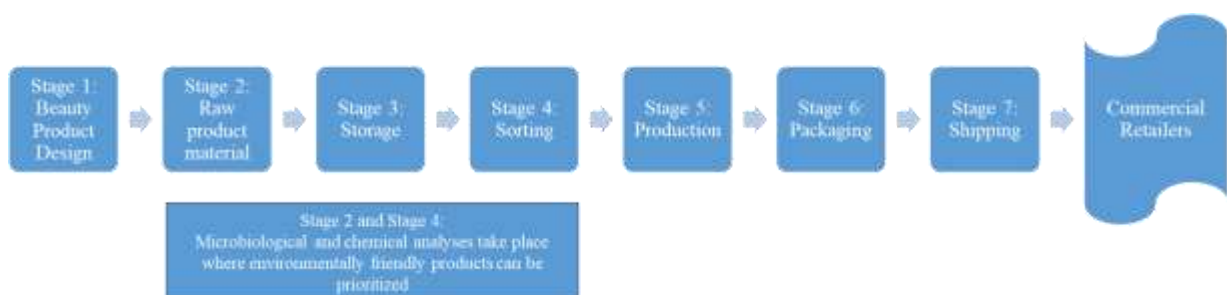 Stage 1:
Beauty
Product
Design
Stage 2:
Raw
product
material
Stage 3:
Storage
Stage 4:
Sorting
Stage 5:
Production
Stage 6:
Packaging
Stage 7:
Shipping
Commercial
Retailers
Stage 2 and Stage 4:
Microbiological and chemical analyses take place
where environmentally friendly products can be
prioritized